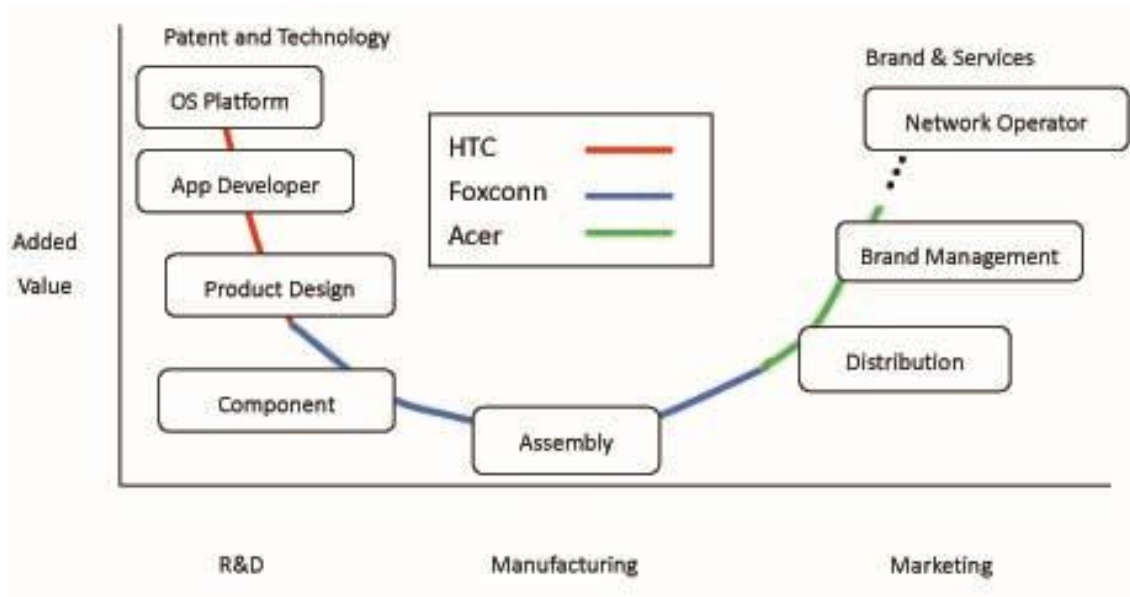 Patent and Technology
OS Platform
App Developer
Product Design
Component
Assembly
HTC
Foxconn
Acer
Brand & Services
Network Operator
Brand Management
Distribution
Added
Value
R&D
Manufacturing
Marketing